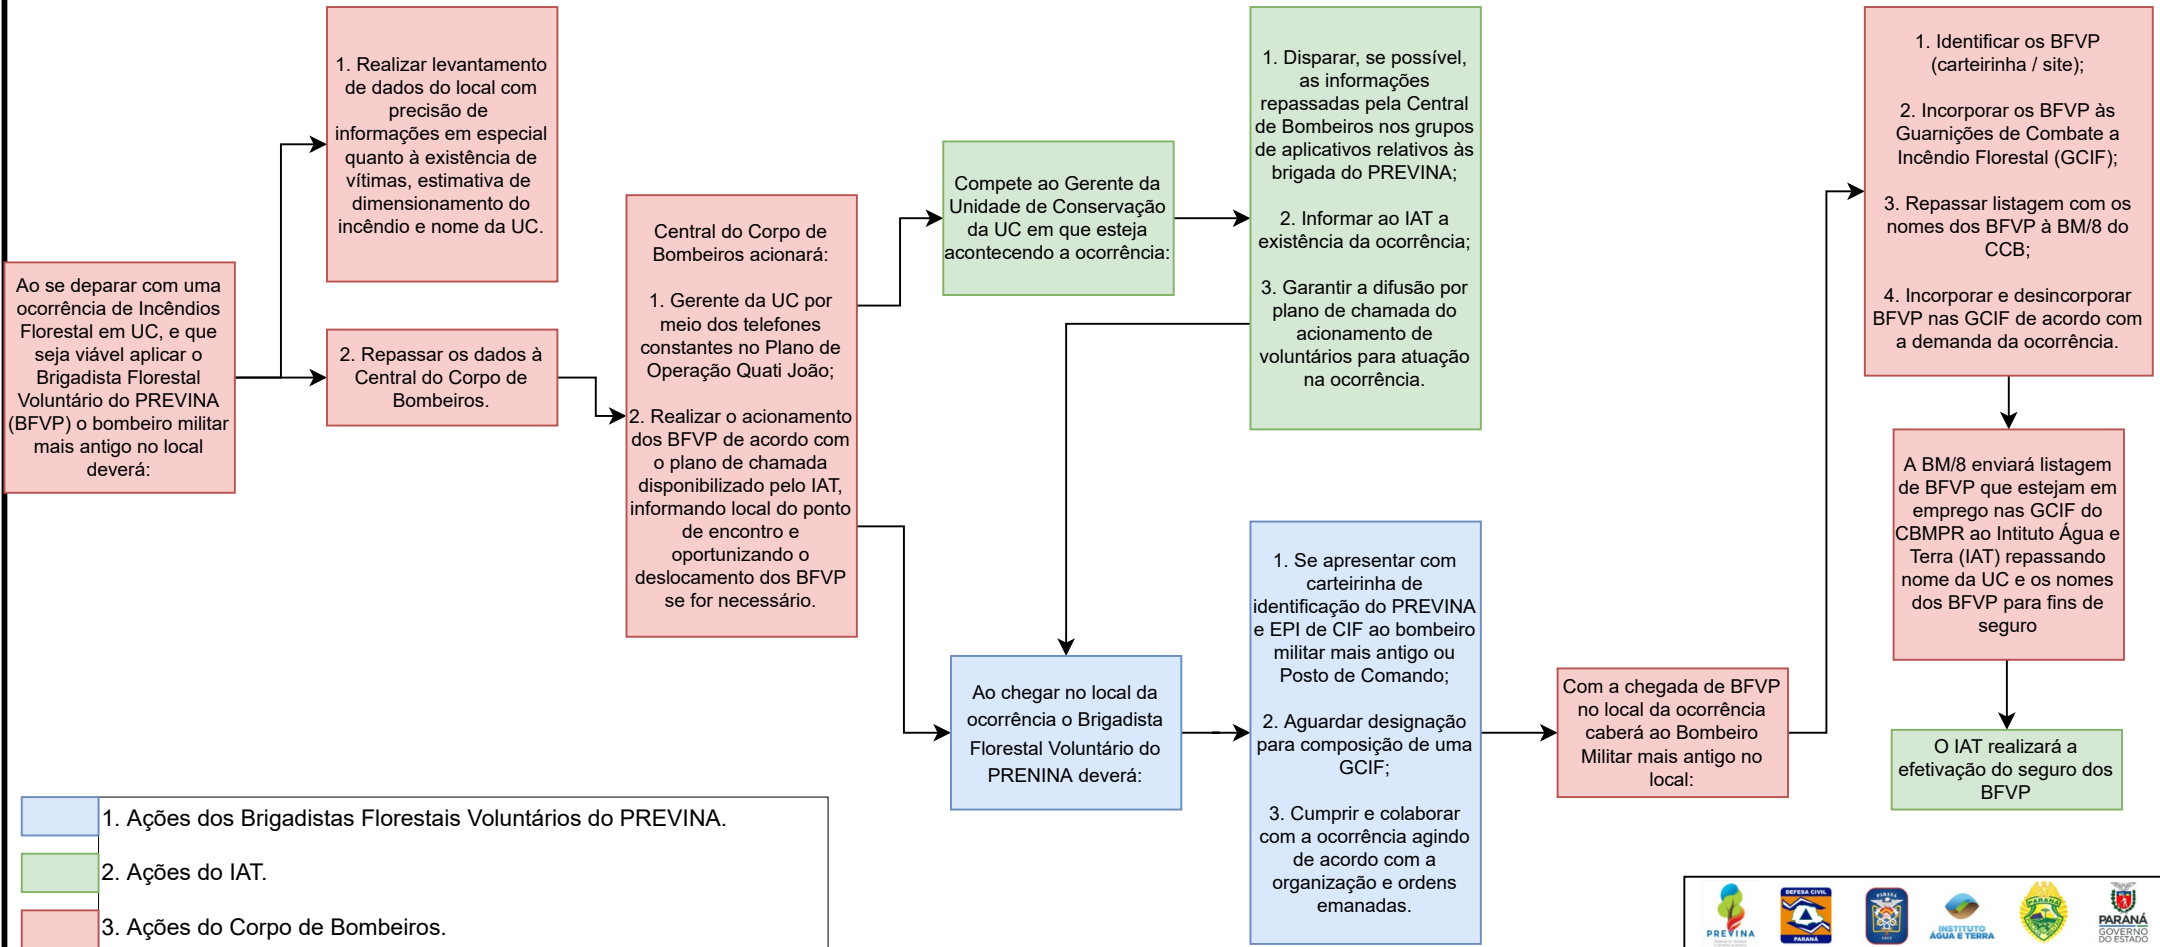 Ao se deparar com uma
ocorrência de Incêndios
Florestal em UC, e que
seja viável aplicar o
Brigadista Florestal
Voluntário do PREVINA
(BFVP) o bombeiro militar
mais antigo no local
deverá:
1. Realizar levantamento
de dados do local com
precisão de
informações em especial
quanto à existência de
vítimas, estimativa de
dimensionamento do
incêndio e nome da UC.
2. Repassar os dados à
Central do Corpo de
Bombeiros.
Central do Corpo de
Bombeiros acionará:
1. Gerente da UC por
meio dos telefones
constantes no Plano de
Operação Quati João;
2. Realizar o acionamento
dos BFVP de acordo com
o plano de chamada
disponibilizado pelo IAT,
informando local do ponto
de encontro e
oportunizando o
deslocamento dos BFVP
se for necessário.
Compete ao Gerente da
Unidade de Conservação
da UC em que esteja
acontecendo a ocorrência:
1. Disparar, se possível,
as informações
repassadas pela Central
de Bombeiros nos grupos
de aplicativos relativos às
brigada do PREVINA;
2. Informar ao IAT a
existência da ocorrência;
3. Garantir a difusão por
plano de chamada do
acionamento de
voluntários para atuação
na ocorrência.
Ao chegar no local da
ocorrência o Brigadista
Florestal Voluntário do
PRENINA deverá:
1. Se apresentar com
carteirinha de
identificação do PREVINA
e EPI de CIF ao bombeiro
militar mais antigo ou
Posto de Comando;
2. Aguardar designação
para composição de uma
GCIF;
3. Cumprir e colaborar
com a ocorrência agindo
de acordo com a
organização e ordens
emanadas.
Com a chegada de BFVP
no local da ocorrência
caberá ao Bombeiro
Militar mais antigo no
local:
1. Identificar os BFVP
(carteirinha / site);
2. Incorporar os BFVP às
Guarnições de Combate a
Incêndio Florestal (GCIF);
3. Repassar listagem com os
nomes dos BFVP à BM/8 do
CCB;
4. Incorporar e desincorporar
BFVP nas GCIF de acordo com
a demanda da ocorrência.
A BM/8 enviará listagem
de BFVP que estejam em
emprego nas GCIF do
CBMPR ao Intituto Água e
Terra (IAT) repassando
nome da UC e os nomes
dos BFVP para fins de
seguro
O IAT realizará a
efetivação do seguro dos
BFVP
1. Ações dos Brigadistas Florestais Voluntários do PREVINA.
2. Ações do IAT.
3. Ações do Corpo de Bombeiros.
PREVINA
DEFESA CIVIL
PARANÁ
PARANÁ
INSTITUTO
ÁGUA E TERRA
PARANÁ
PARANÁ
GOVERNO
DO ESTADO